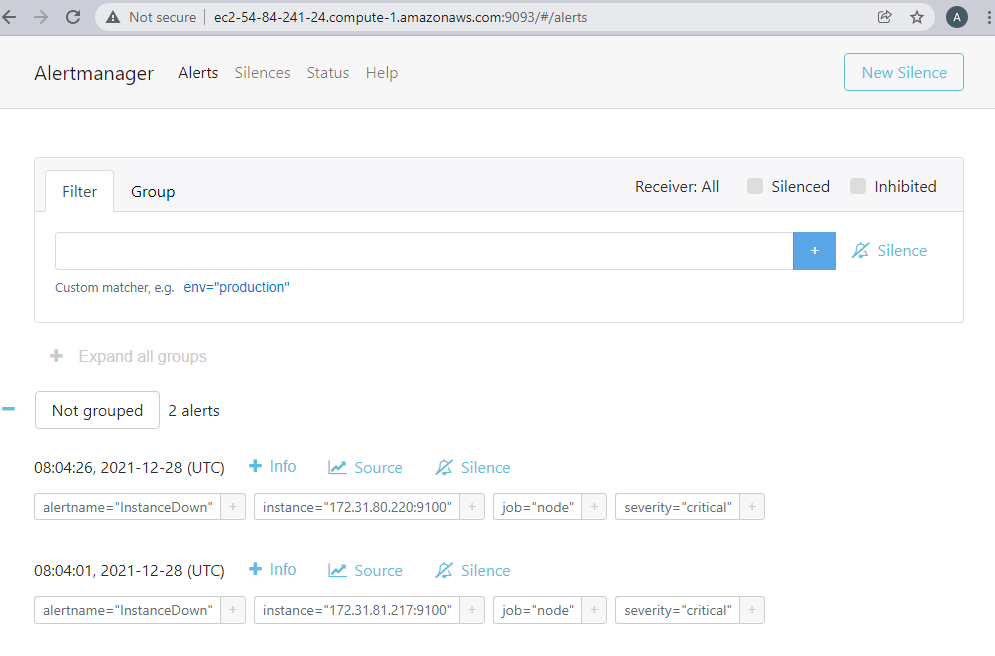 Not secure ec2-54-84-241-24.compute-1.amazonaws.com:9093/#/alerts A
Alertmanager Alerts Silences Status Help New Silence
Filter Group Receiver: All Silenced Inhibited
+ Silence
Custom matcher, e.g. env="production"
+ Expand all groups
Not grouped 2 alerts
08:04:26, 2021-12-28 (UTC) + Info Source Silence
alertname="InstanceDown" + instance="172.31.80.220:9100" + job="node" + severity="critical" +
08:04:01, 2021-12-28 (UTC) + Info Source Silence
alertname="InstanceDown" + instance="172.31.81.217:9100" + job="node" + severity="critical" +